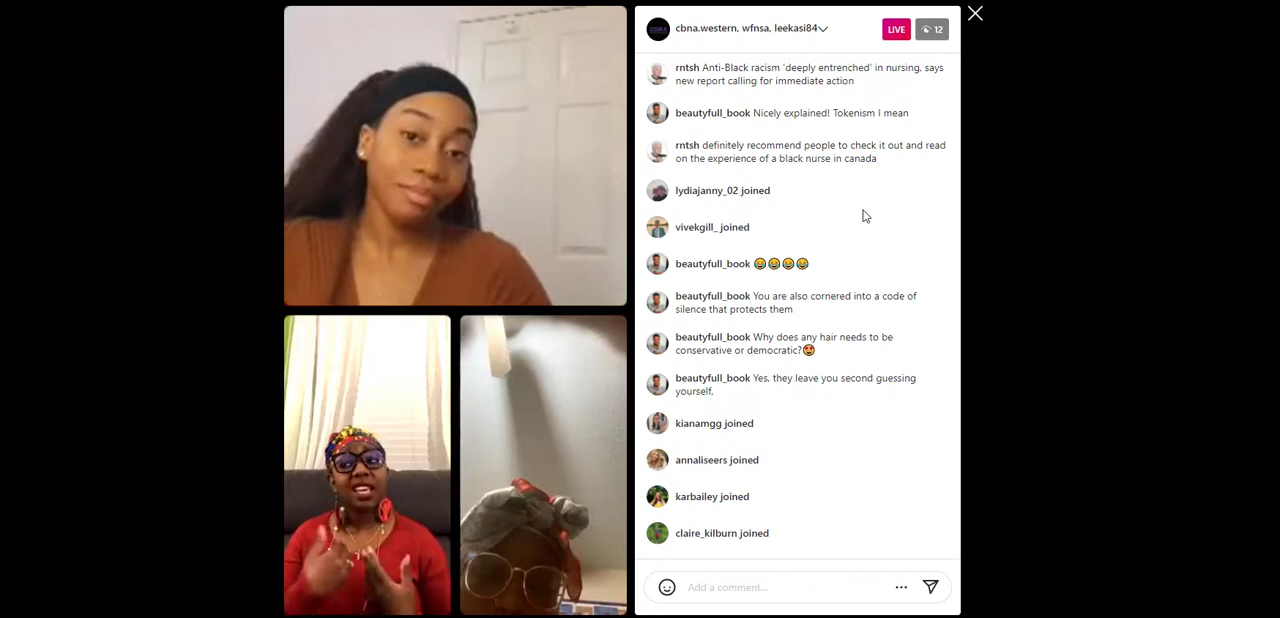 cbna.western, wfnsa, leekasi84
LIVE
12
rntsh Anti-Black racism 'deeply entrenched' in nursing, says
new report calling for immediate action
beautyfull_book Nicely explained! Tokenism I mean
rntsh definitely recommend people to check it out and read
on the experience of a black nurse in canada
lydiajanny_02 joined
vivekgill_ joined
beautyfull_book 😂😂😂😂
beautyfull_book You are also cornered into a code of
silence that protects them
beautyfull_book Why does any hair needs to be
conservative or democratic?😍
beautyfull_book Yes, they leave you second guessing
yourself,
kianamgg joined
annaliseers joined
karbailey joined
claire_kilburn joined
Add a comment...